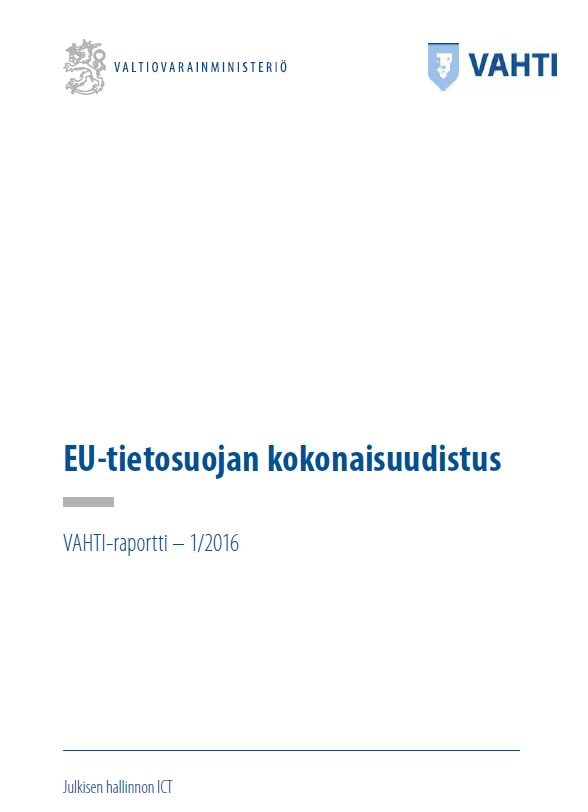 VALTIOVARAINMINISTERIÖ
VAHTI
EU-tietosuojan kokonaisuudistus
VAHTI-raportti – 1/2016
Julkisen hallinnon ICT